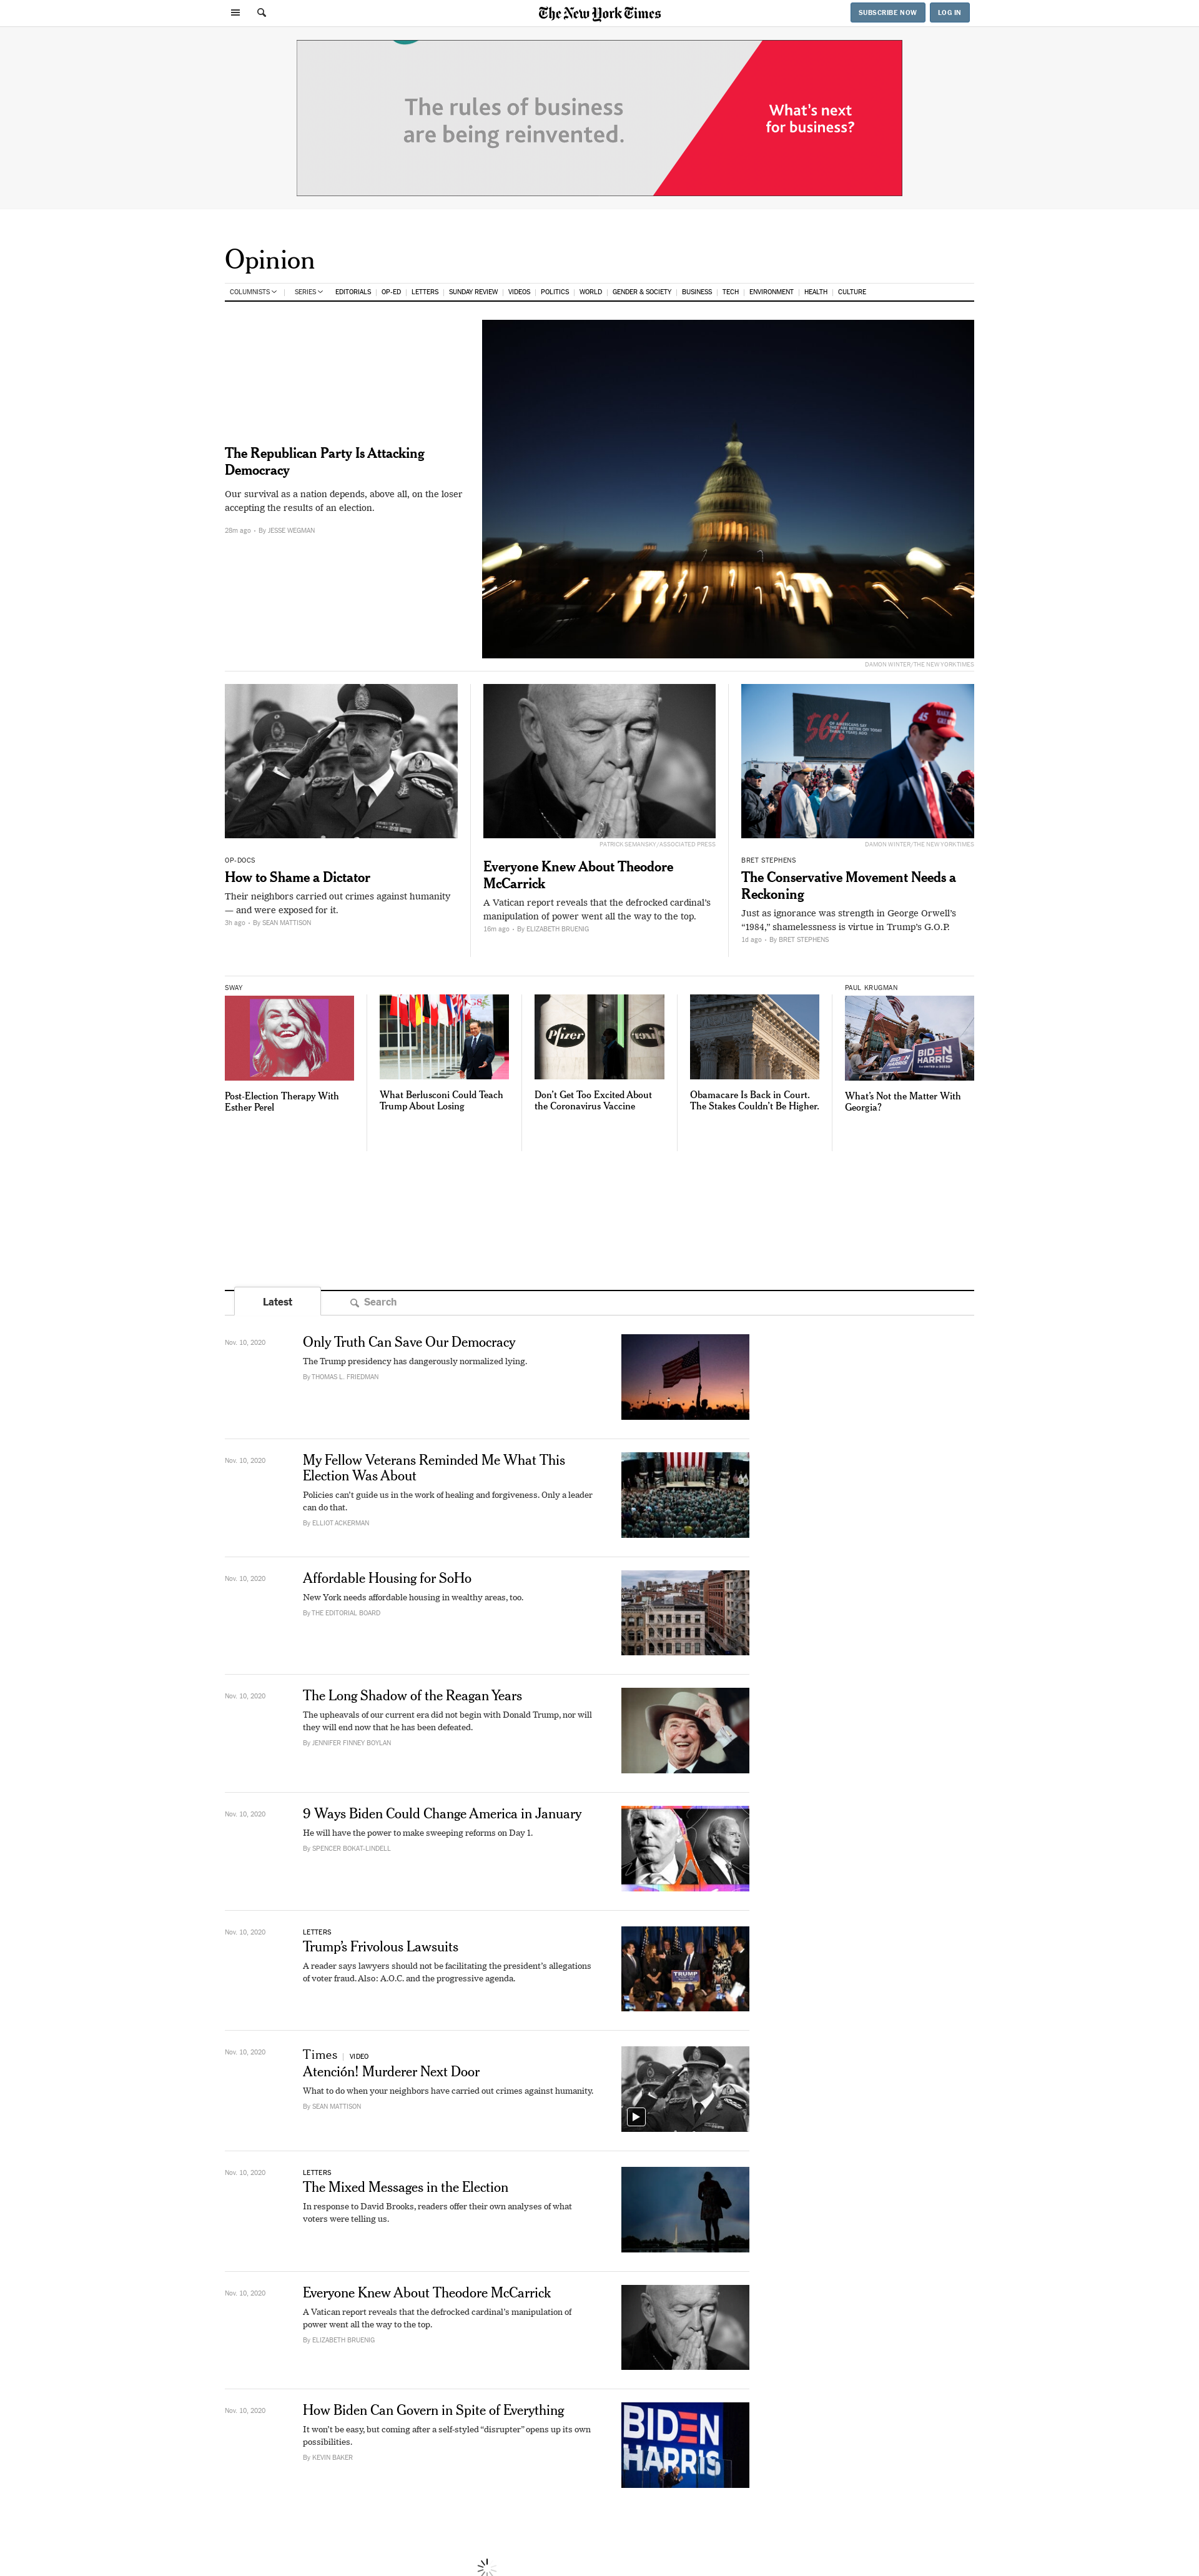 The New York Times
SUBSCRIBE NOW
LOG IN
The rules of business
are being reinvented.
What's next
for business?
Opinion
COLUMNISTS SERIES EDITORIALS OP-ED LETTERS SUNDAY REVIEW VIDEOS POLITICS WORLD GENDER & SOCIETY BUSINESS TECH ENVIRONMENT HEALTH CULTURE
The Republican Party Is Attacking
Democracy
Our survival as a nation depends, above all, on the loser
accepting the results of an election.
28m ago • By JESSE WEGMAN
DAMON WINTER/THE NEW YORK TIMES
OP-DOCS
How to Shame a Dictator
Their neighbors carried out crimes against humanity
— and were exposed for it.
3h ago • By SEAN MATTISON
PATRICK SEMANSKY/ASSOCIATED PRESS
Everyone Knew About Theodore
McCarrick
A Vatican report reveals that the defrocked cardinal's
manipulation of power went all the way to the top.
16m ago • By ELIZABETH BRUENIG
56%
45
DAMON WINTER/THE NEW YORK TIMES
BRET STEPHENS
The Conservative Movement Needs a
Reckoning
Just as ignorance was strength in George Orwell's
“1984,” shamelessness is virtue in Trump's G.O.P.
1d ago • By BRET STEPHENS
SWAY
Post-Election Therapy With
Esther Perel
What Berlusconi Could Teach
Trump About Losing
Pfizer
Don't Get Too Excited About
the Coronavirus Vaccine
Obamacare Is Back in Court.
The Stakes Couldn't Be Higher.
PAUL KRUGMAN
BIDEN
HARRIS
BIDEN
HARRIS
What's Not the Matter With
Georgia?
Latest
Search
Nov. 10, 2020
Only Truth Can Save Our Democracy
The Trump presidency has dangerously normalized lying.
By THOMAS L. FRIEDMAN
Nov. 10, 2020
My Fellow Veterans Reminded Me What This
Election Was About
Policies can't guide us in the work of healing and forgiveness. Only a leader
can do that.
By ELLIOT ACKERMAN
Nov. 10, 2020
Affordable Housing for SoHo
New York needs affordable housing in wealthy areas, too.
By THE EDITORIAL BOARD
Nov. 10, 2020
The Long Shadow of the Reagan Years
The upheavals of our current era did not begin with Donald Trump, nor will
they will end now that he has been defeated.
By JENNIFER FINNEY BOYLAN
Nov. 10, 2020
9 Ways Biden Could Change America in January
He will have the power to make sweeping reforms on Day 1.
By SPENCER BOKAT-LINDELL
Nov. 10, 2020
LETTERS
Trump's Frivolous Lawsuits
A reader says lawyers should not be facilitating the president's allegations
of voter fraud. Also: A.O.C. and the progressive agenda.
TRUMP
Nov. 10, 2020
Times VIDEO
Atención! Murderer Next Door
What to do when your neighbors have carried out crimes against humanity.
By SEAN MATTISON
Nov. 10, 2020
LETTERS
The Mixed Messages in the Election
In response to David Brooks, readers offer their own analyses of what
voters were telling us.
Nov. 10, 2020
Everyone Knew About Theodore McCarrick
A Vatican report reveals that the defrocked cardinal's manipulation of
power went all the way to the top.
By ELIZABETH BRUENIG
Nov. 10, 2020
How Biden Can Govern in Spite of Everything
It won't be easy, but coming after a self-styled “disrupter” opens up its own
possibilities.
By KEVIN BAKER
BIDEN
HARRIS